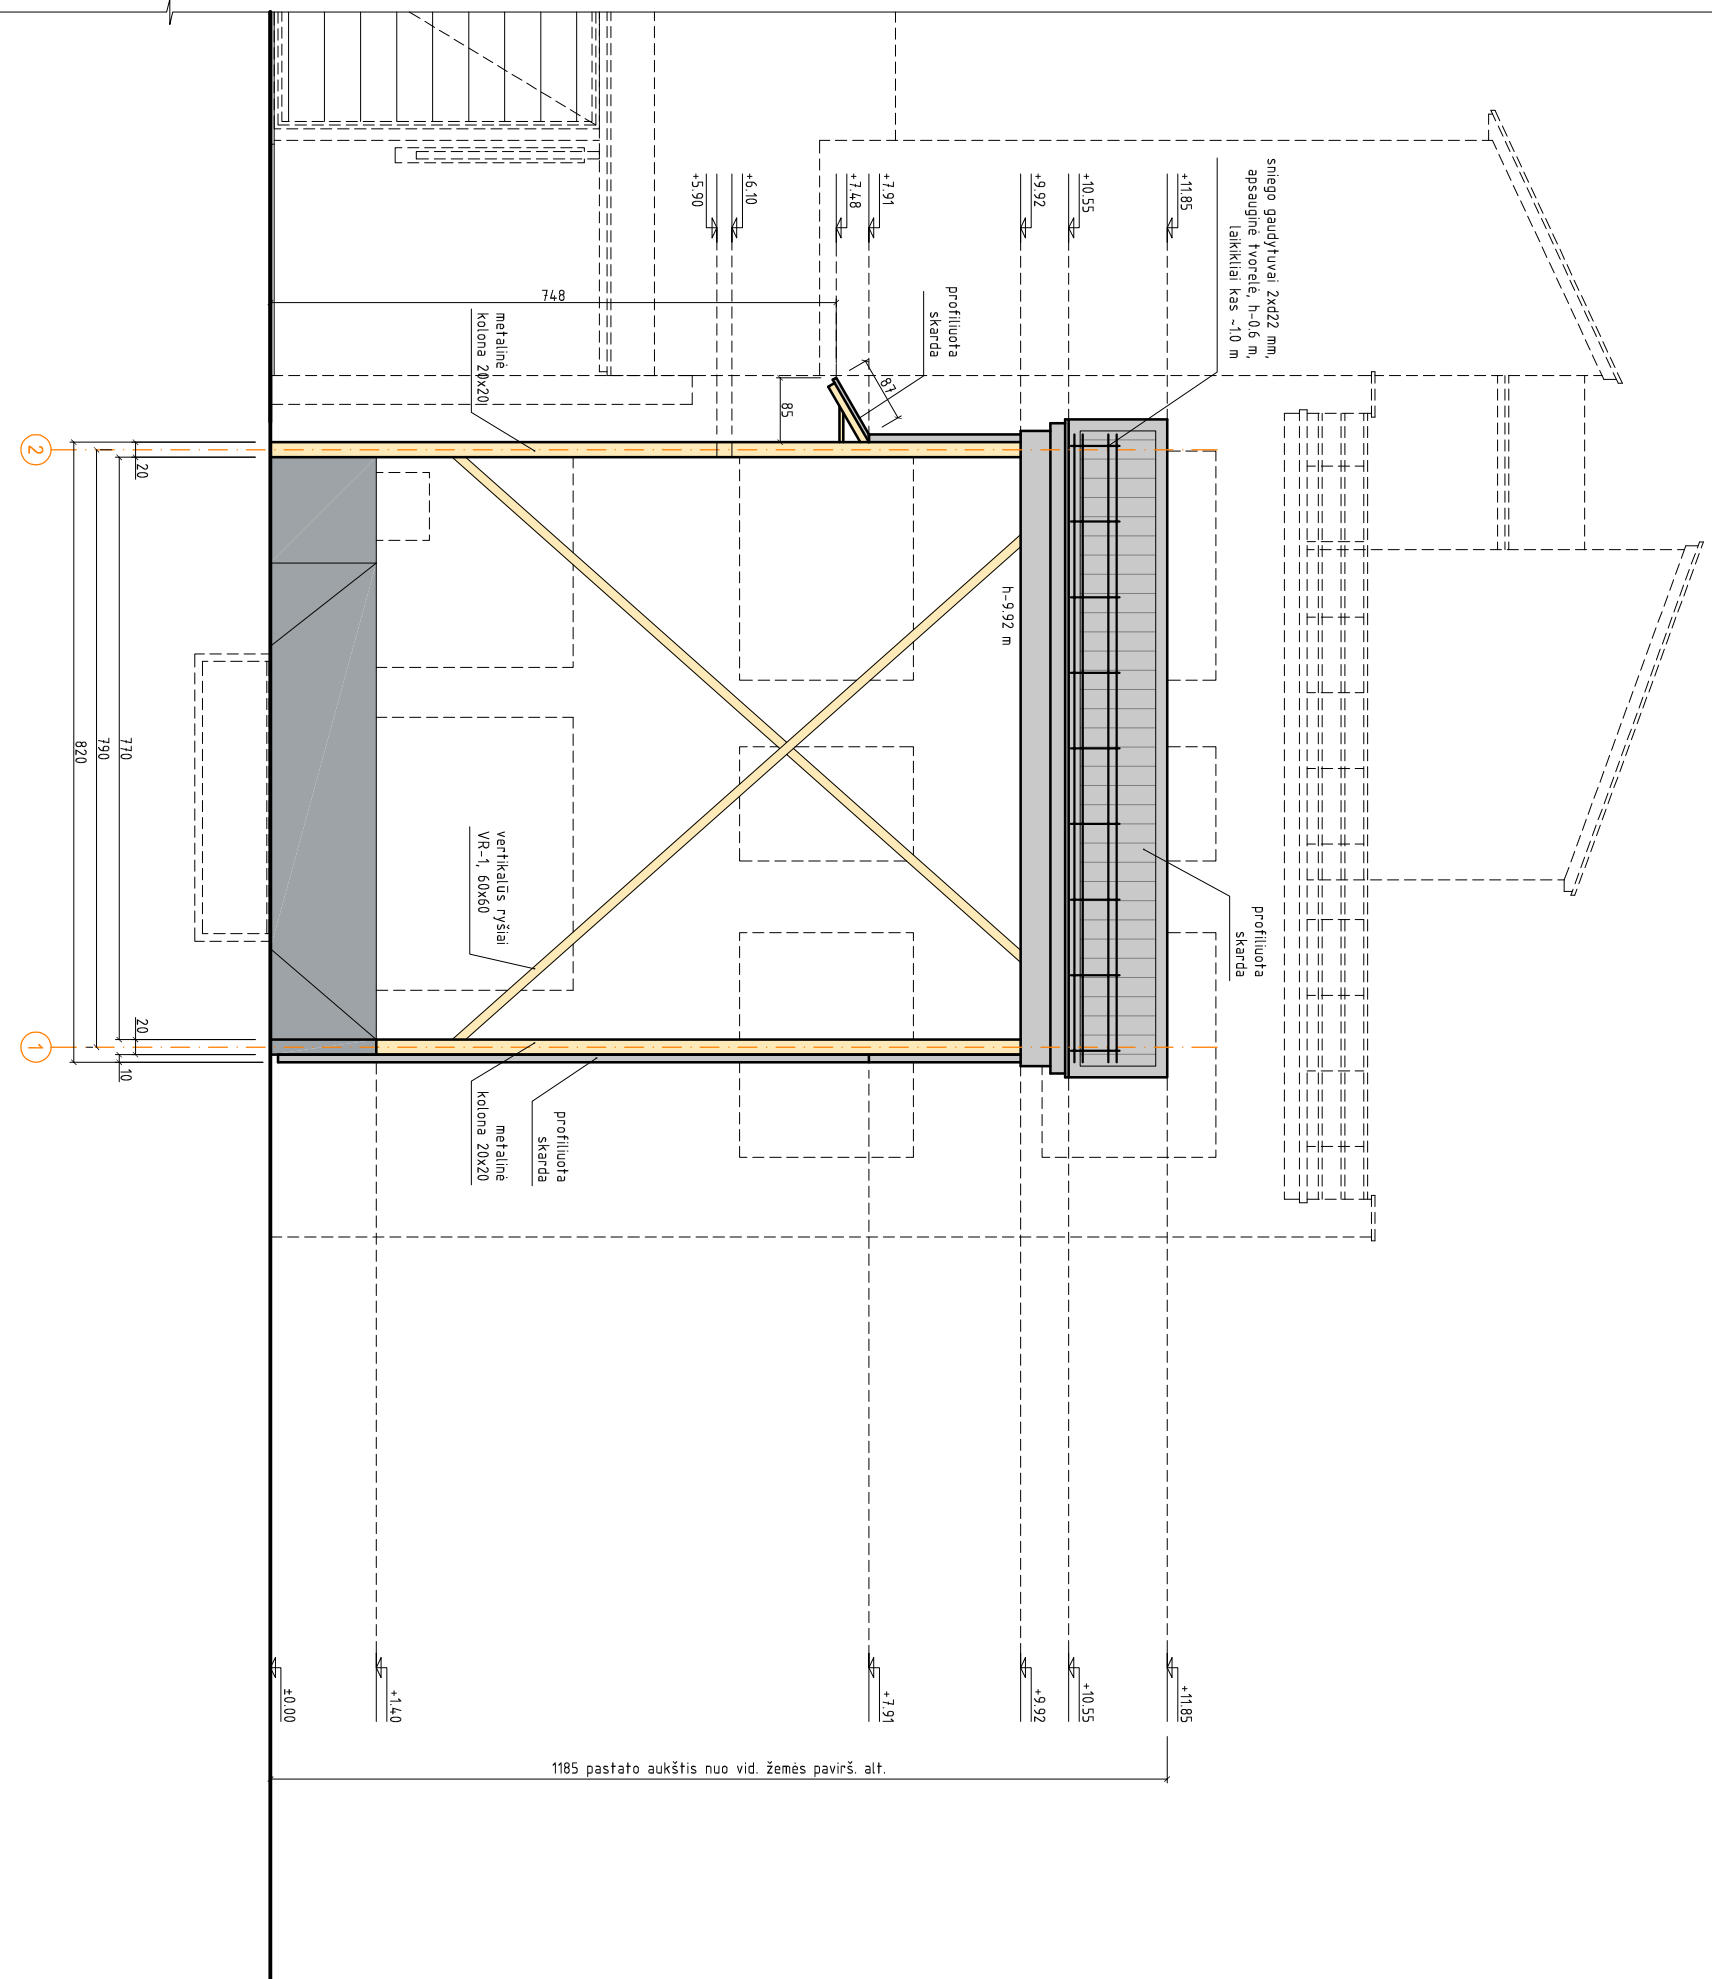 sniego gaudytuvai 2xd22 mm,
apsauginė tvorelė, h-0.6 m,
laikikliai kas ~1.0 m
+11.85
+10.55
+9.92
+7.91
+7.48
+6.10
+5.90
profiliuota
skarda
748
87
85
metalinė
kolona 20x20
h-9.92 m
profiliuota
skarda
vertikalūs ryšiai
VR-1, 60x60
profiliuota
skarda
metalinė
kolona 20x20
+11.85
+10.55
+9.92
+7.91
+1.40
±0.00
1185 pastato aukštis nuo vid. žemės pavirš. alt.
20
770
20
10
790
820
2
1